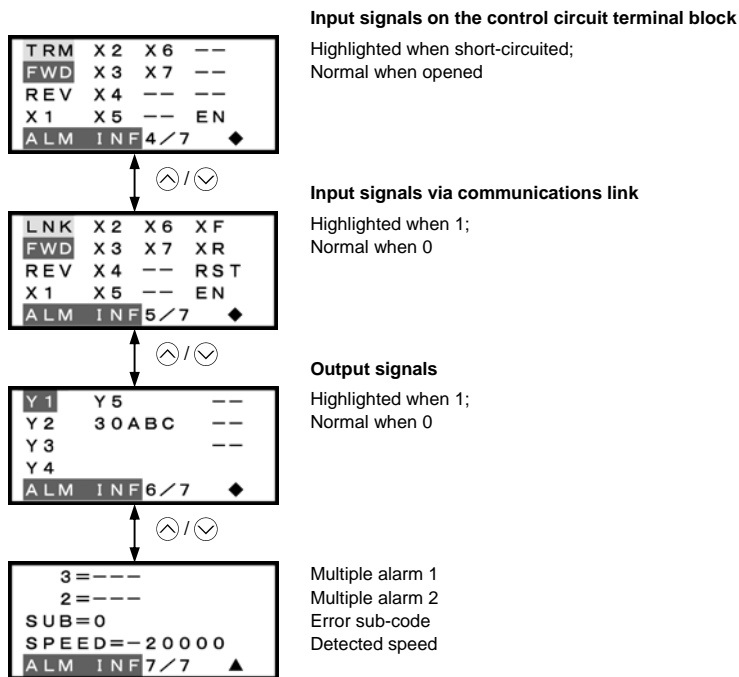 Input signals on the control circuit terminal block
TRM X2 X6 −−
FWD X3 X7 −−
REV X4 −− −−
X1 X5 −− EN
ALM INF 4/7 ◆
Highlighted when short-circuited;
Normal when opened
/
Input signals via communications link
LNK X2 X6 XF
FWD X3 X7 XR
REV X4 −− RST
X1 X5 −− EN
ALM INF 5/7 ◆
Highlighted when 1;
Normal when 0
/
Output signals
Y1 Y5 −−
Y2 30ABC −−
Y3 −−
Y4
ALM INF 6/7 ◆
Highlighted when 1;
Normal when 0
/
3=−−−
2=−−−
SUB=0
SPEED=−20000
ALM INF 7/7 ▲
Multiple alarm 1
Multiple alarm 2
Error sub-code
Detected speed